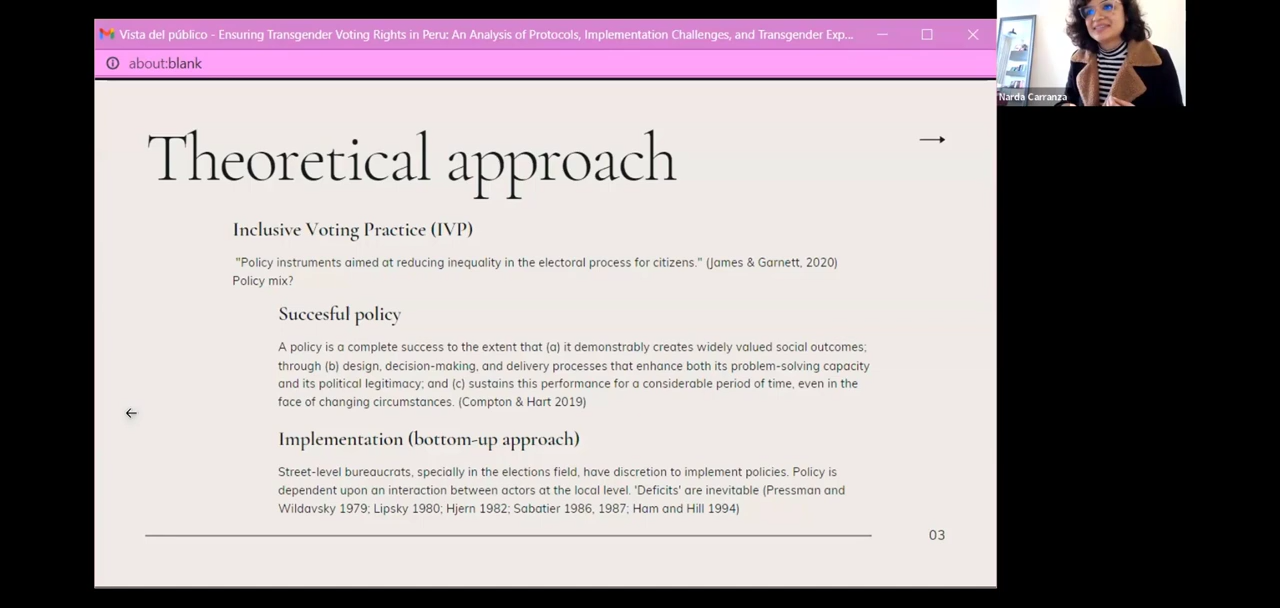 Vista del público - Ensuring Transgender Voting Rights in Peru: An Analysis of Protocols, Implementation Challenges, and Transgender Exp...
about:blank
Narda Carranza
Theoretical approach
Inclusive Voting Practice (IVP)
"Policy instruments aimed at reducing inequality in the electoral process for citizens." (James & Garnett, 2020)
Policy mix?
Succesful policy
A policy is a complete success to the extent that (a) it demonstrably creates widely valued social outcomes;
through (b) design, decision-making, and delivery processes that enhance both its problem-solving capacity
and its political legitimacy; and (c) sustains this performance for a considerable period of time, even in the
face of changing circumstances. (Compton & Hart 2019)
Implementation (bottom-up approach)
Street-level bureaucrats, specially in the elections field, have discretion to implement policies. Policy is
dependent upon an interaction between actors at the local level. 'Deficits' are inevitable (Pressman and
Wildavsky 1979; Lipsky 1980; Hjern 1982; Sabatier 1986, 1987; Ham and Hill 1994)
03